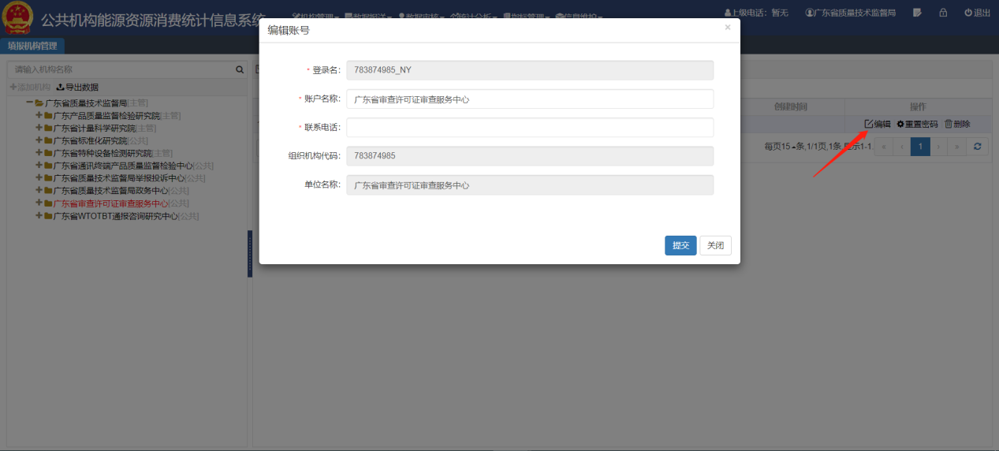 公共机构能源资源消费统计信息系统
机构管理 数据报送 数据审核 统计分析 指标管理 信息维护
上级电话：暂无 广东省质量技术监督局 退出
填报机构管理
编辑账号 ×
请输入机构名称
添加机构 导出数据
广东省质量技术监督局[主管]
广东产品质量监督检验研究院[主管]
广东省计量科学研究院[主管]
广东省标准化研究院[公共]
广东省特种设备检测研究院[主管]
广东省通讯终端产品质量监督检验中心[公共]
广东省质量技术监督局举报投诉中心[公共]
广东省质量技术监督局政务中心[公共]
广东省审查许可证审查服务中心[公共]
广东省WTOTBT通报咨询研究中心[公共]
* 登录名： 783874985_NY
* 账户名称： 广东省审查许可证审查服务中心
* 联系电话：
组织机构代码： 783874985
单位名称： 广东省审查许可证审查服务中心
提交 关闭
创建时间 操作
编辑 重置密码 删除
每页15条,1/1页,1条,显示1-1. « ‹ 1 › »